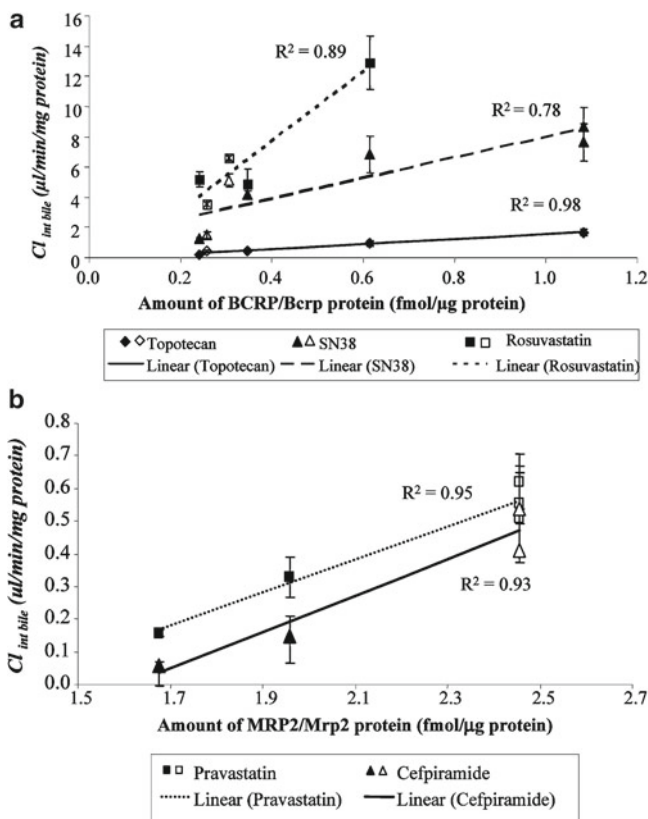 a
16
14
12
10
8
6
4
2
0
Cl int bile (µl/min/mg protein)
R² = 0.89
R² = 0.78
R² = 0.98
0.0 0.2 0.4 0.6 0.8 1.0 1.2
Amount of BCRP/Bcrp protein (fmol/µg protein)
Topotecan SN38 Rosuvastatin
Linear (Topotecan) Linear (SN38) Linear (Rosuvastatin)
b
0.8
0.7
0.6
0.5
0.4
0.3
0.2
0.1
0.0
Cl int bile (ul/min/mg protein)
R² = 0.95
R² = 0.93
1.5 1.7 1.9 2.1 2.3 2.5 2.7
Amount of MRP2/Mrp2 protein (fmol/µg protein)
Pravastatin Cefpiramide
Linear (Pravastatin) Linear (Cefpiramide)